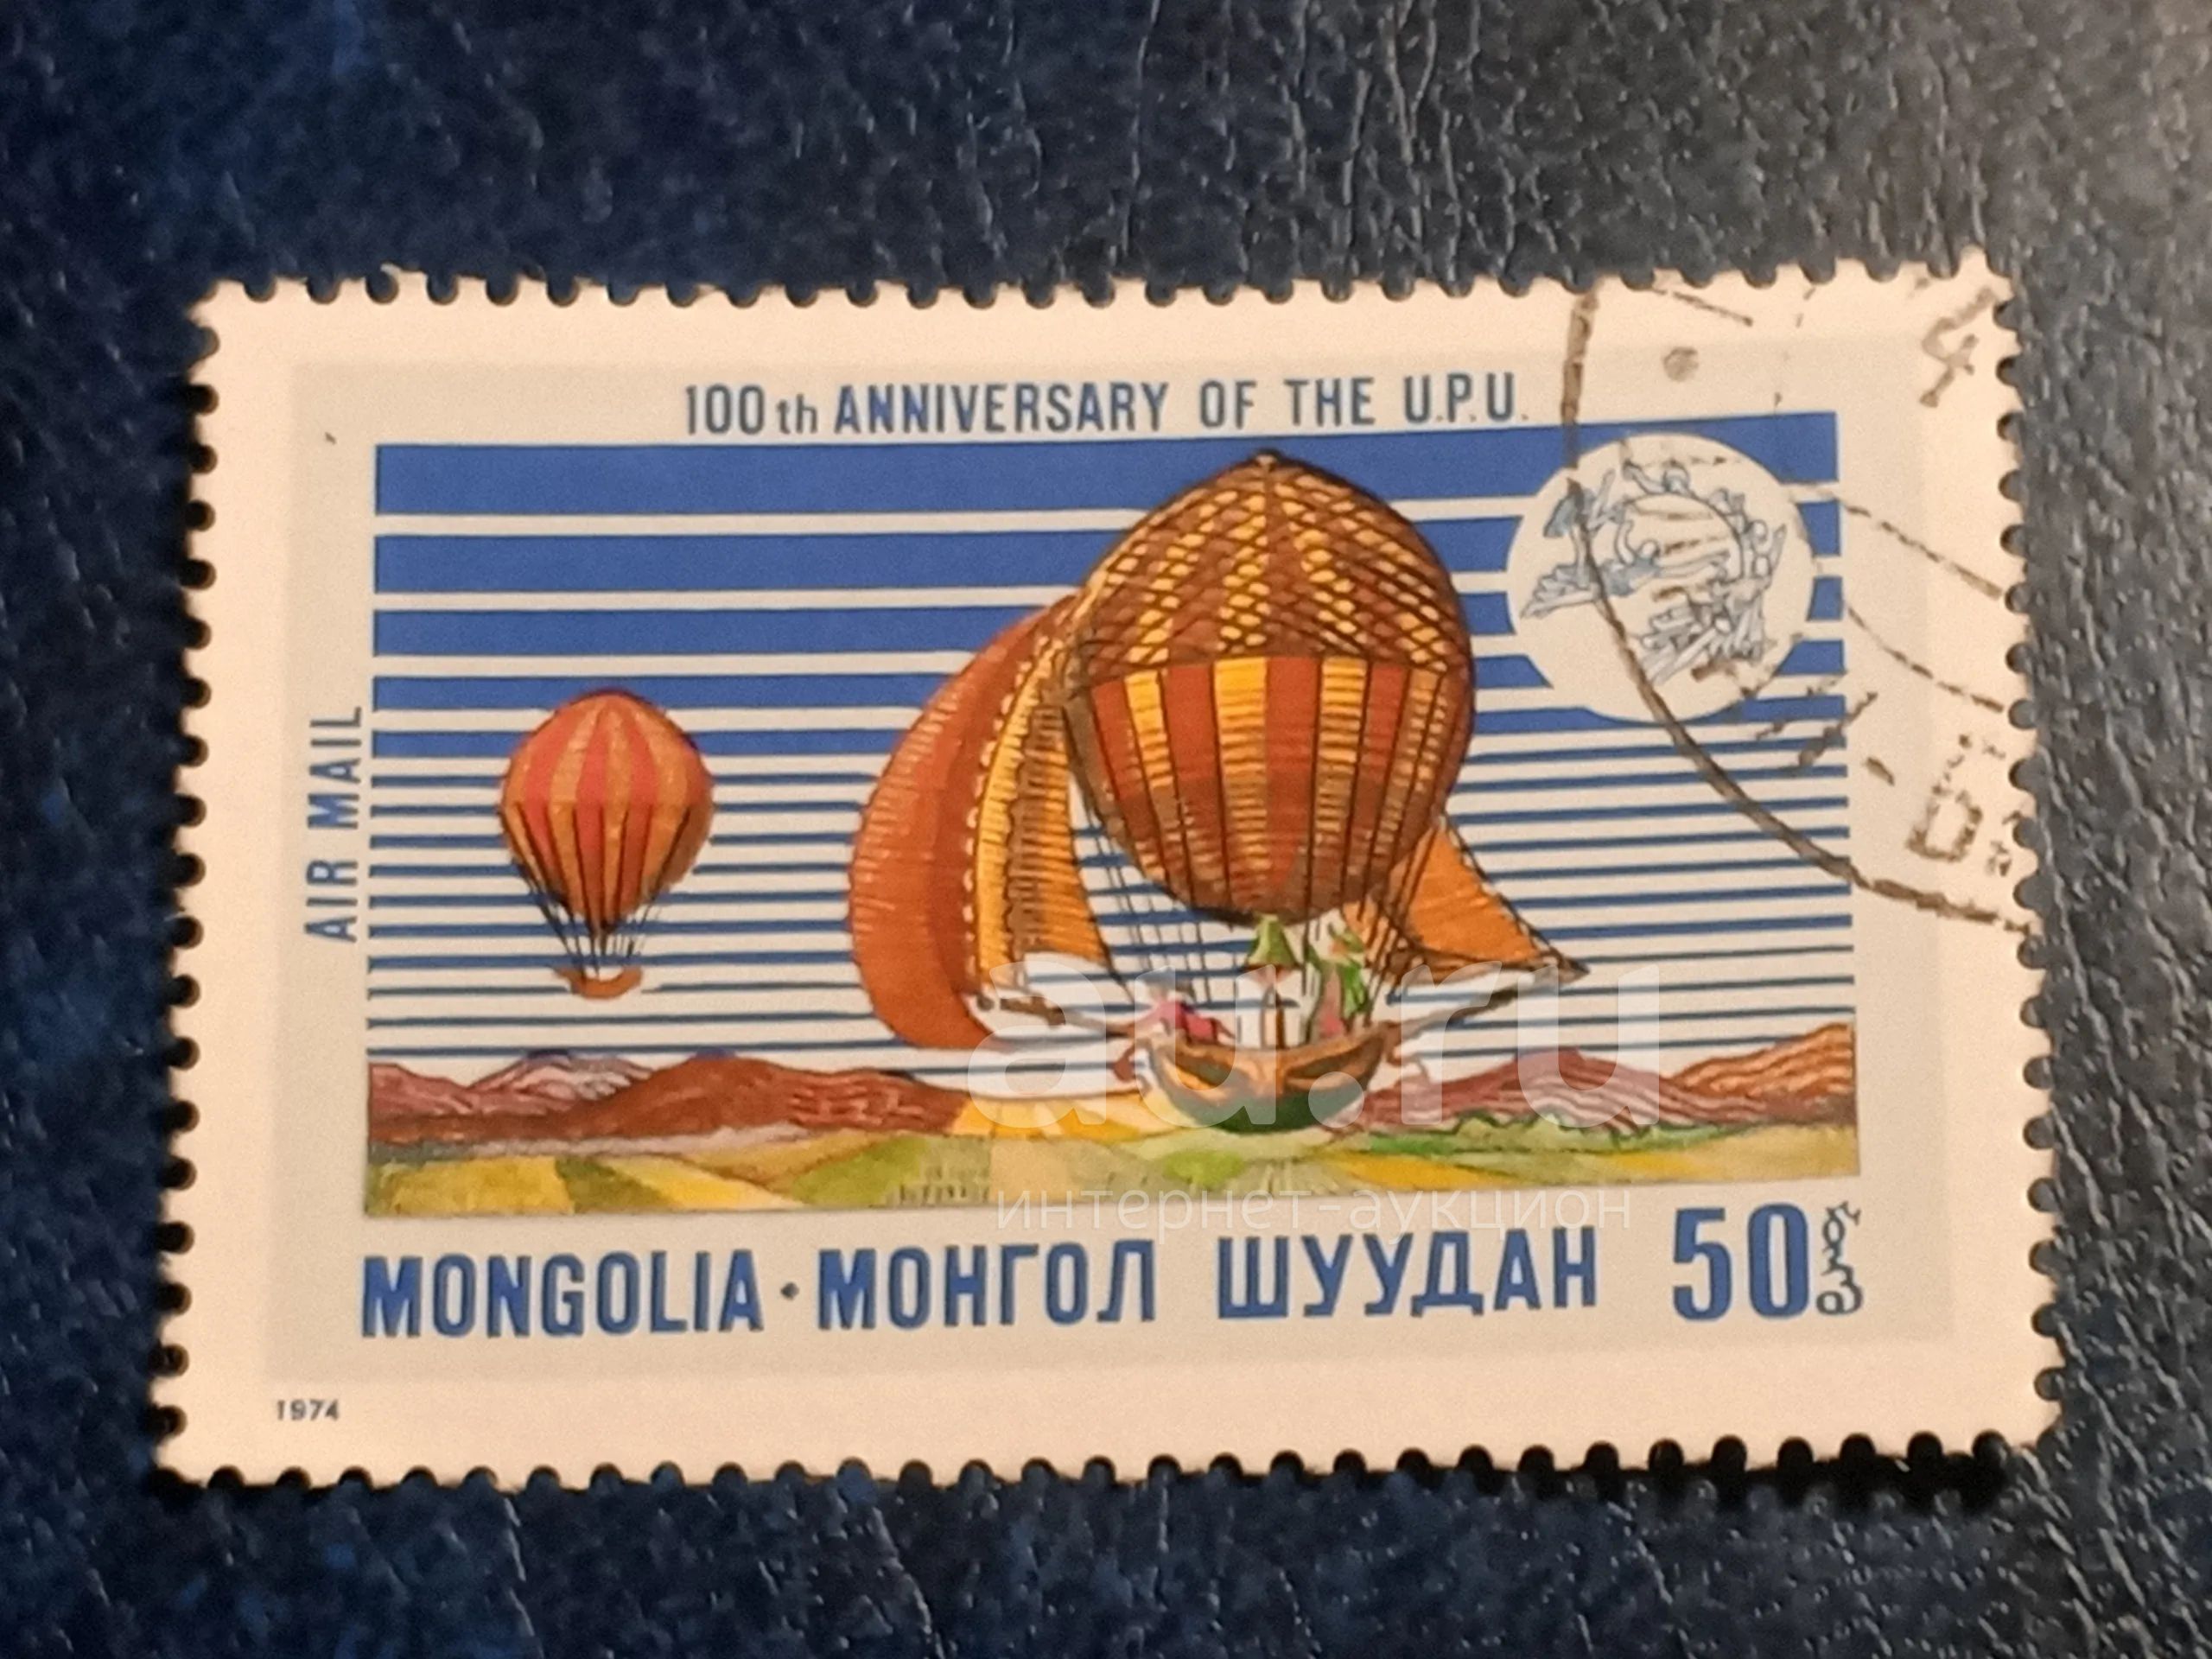 100th ANNIVERSARY OF THE U.P.U.
AIR MAIL
au.ru
интернет-аукцион
MONGOLIA · МОНГОЛ ШУУДАН 50
1974